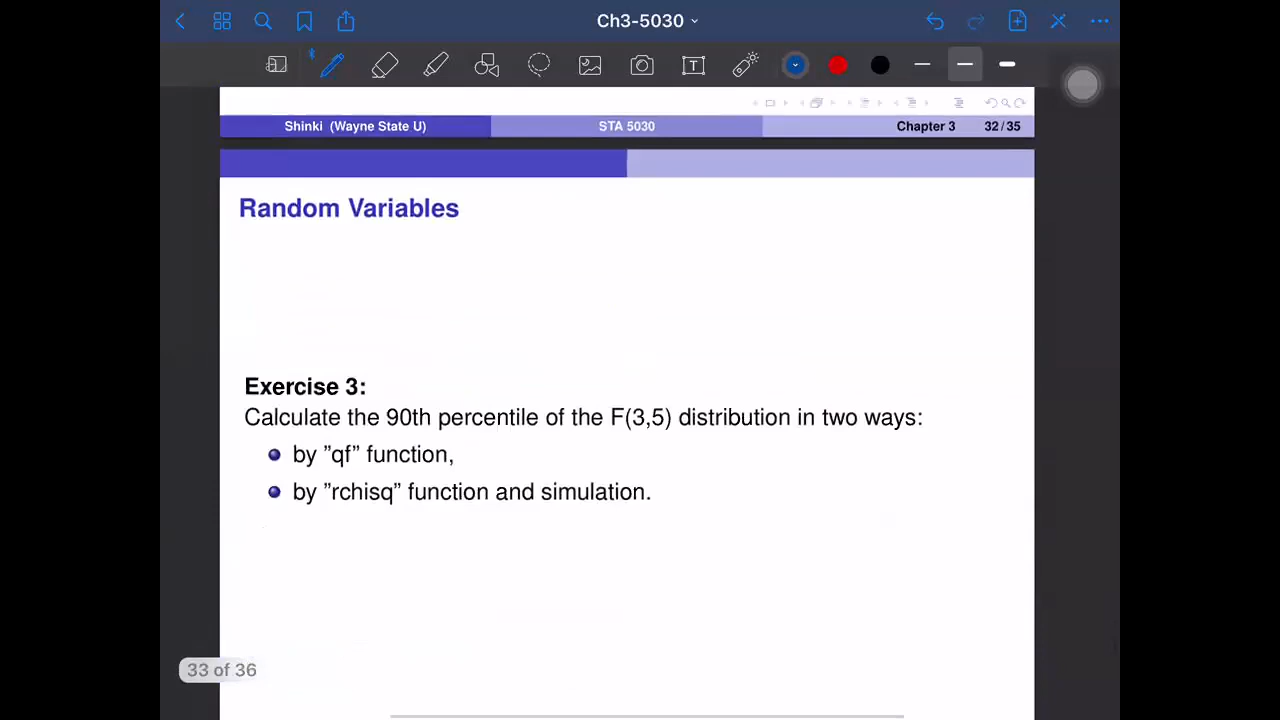 Ch3-5030
Shinki (Wayne State U) STA 5030 Chapter 3 32/35
Random Variables
Exercise 3:
Calculate the 90th percentile of the F(3,5) distribution in two ways:
by ”qf” function,
by ”rchisq” function and simulation.
33 of 36